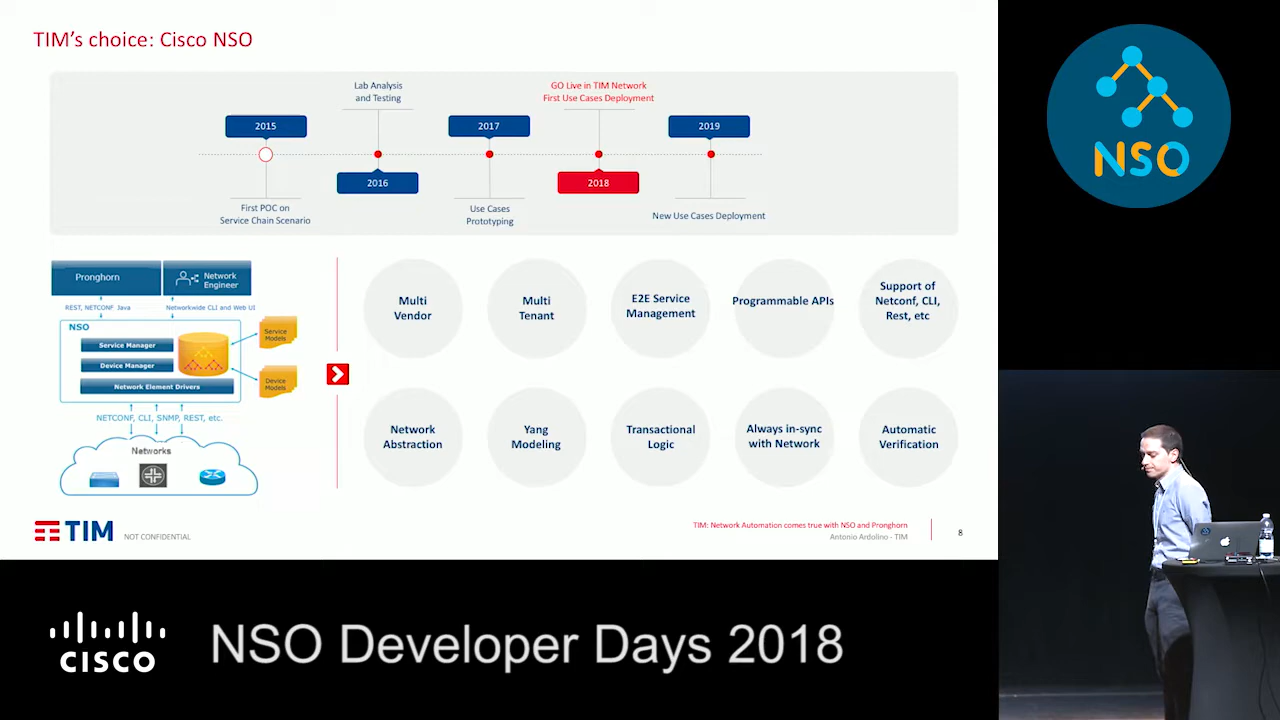 TIM's choice: Cisco NSO
Lab Analysis
and Testing
GO Live in TIM Network
First Use Cases Deployment
2015
2017
2019
2016
2018
First POC on
Service Chain Scenario
Use Cases
Prototyping
New Use Cases Deployment
Pronghorn
Network
Engineer
REST, NETCONF Java
Networkwide CLI and Web UI
NSO
Service Manager
Device Manager
Network Element Drivers
Service
Models
Device
Models
NETCONF, CLI, SNMP, REST, etc.
Networks
Multi
Vendor
Multi
Tenant
E2E Service
Management
Programmable APIs
Support of
Netconf, CLI,
Rest, etc
Network
Abstraction
Yang
Modeling
Transactional
Logic
Always in-sync
with Network
Automatic
Verification
TIM
NOT CONFIDENTIAL
TIM: Network Automation comes true with NSO and Pronghorn
Antonio Ardolino - TIM
8
NSO
CISCO
NSO Developer Days 2018